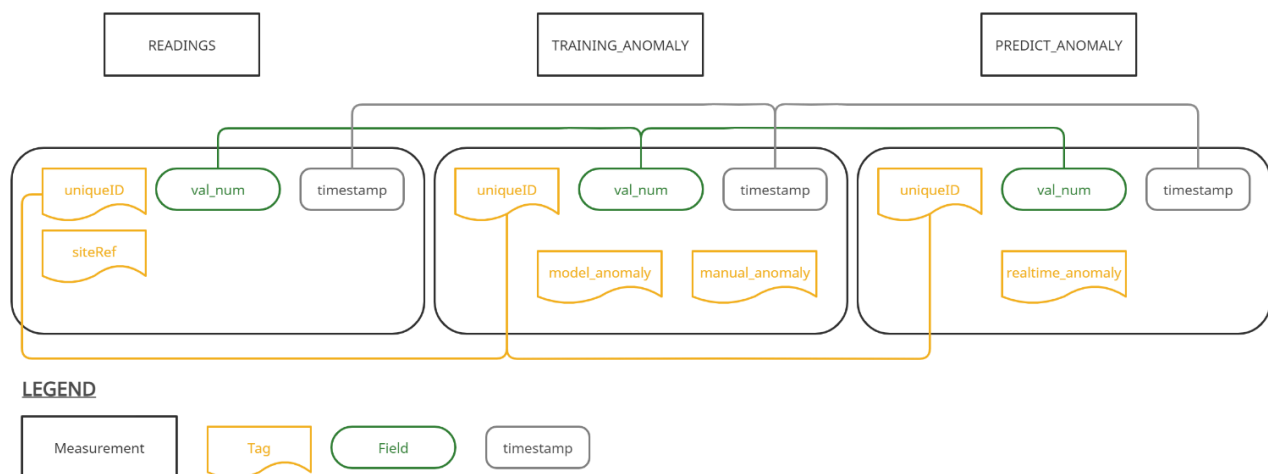 READINGS
TRAINING_ANOMALY
PREDICT_ANOMALY
uniqueID
val_num
timestamp
siteRef
uniqueID
val_num
timestamp
model_anomaly
manual_anomaly
uniqueID
val_num
timestamp
realtime_anomaly
LEGEND
Measurement
Tag
Field
timestamp